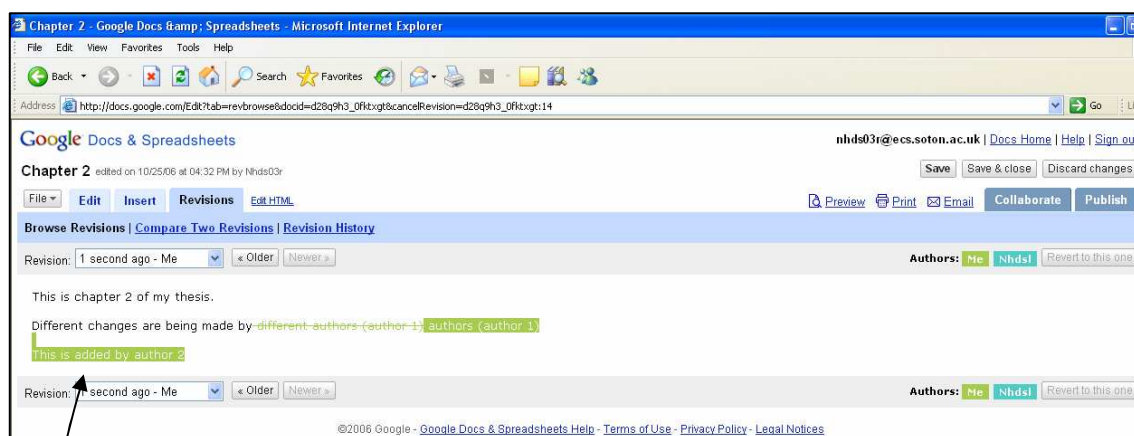 Chapter 2 - Google Docs &amp; Spreadsheets - Microsoft Internet Explorer
File Edit View Favorites Tools Help
Back Search Favorites
Address http://docs.google.com/Edit?tab=revbrowse&docid=d28q9h3_0fktxgt&cancelRevision=d28q9h3_0fktxgt:14 Go
Google Docs & Spreadsheets nhds03r@ecs.soton.ac.uk | Docs Home | Help | Sign ou
Chapter 2 edited on 10/25/06 at 04:32 PM by Nhds03r Save Save & close Discard changes
File Edit Insert Revisions Edit HTML Preview Print Email Collaborate Publish
Browse Revisions | Compare Two Revisions | Revision History
Revision: 1 second ago - Me « Older Newer » Authors: Me Nhdsl Revert to this one
This is chapter 2 of my thesis.
Different changes are being made by different authors (author 1) authors (author 1)
This is added by author 2
Revision: 1 second ago - Me « Older Newer » Authors: Me Nhdsl Revert to this one
©2006 Google - Google Docs & Spreadsheets Help - Terms of Use - Privacy Policy - Legal Notices